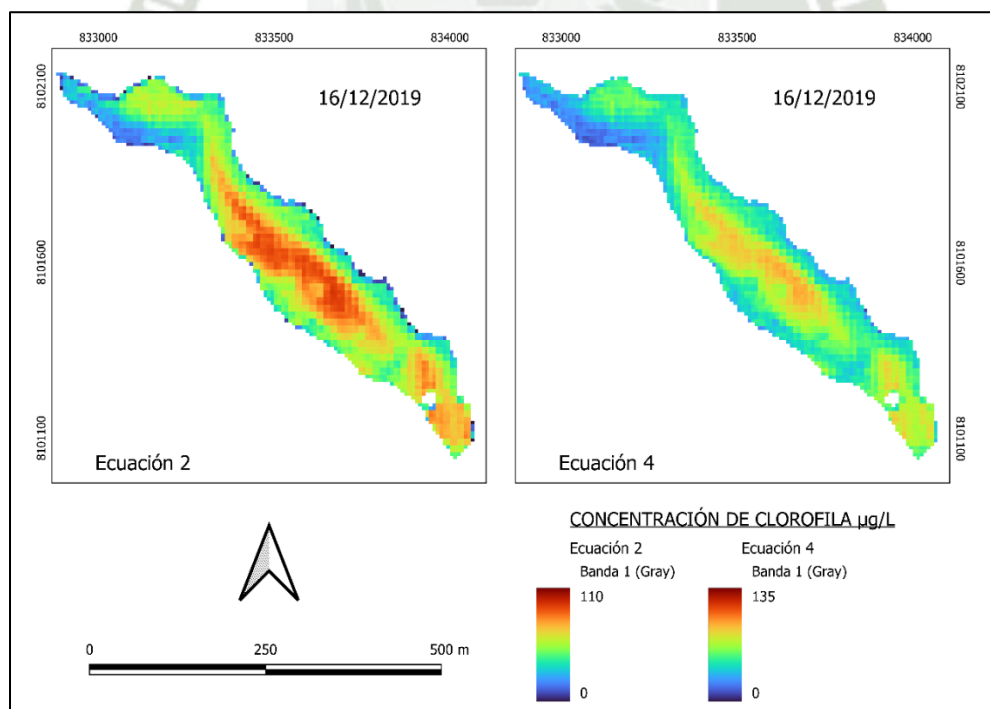 833000 833500 834000
833000 833500 834000
8102100
8101600
8101100
16/12/2019
Ecuación 2
16/12/2019
Ecuación 4
8102100
8101600
8101100
CONCENTRACIÓN DE CLOROFILA µg/L
Ecuación 2
Banda 1 (Gray)
110
0
Ecuación 4
Banda 1 (Gray)
135
0
0 250 500 m